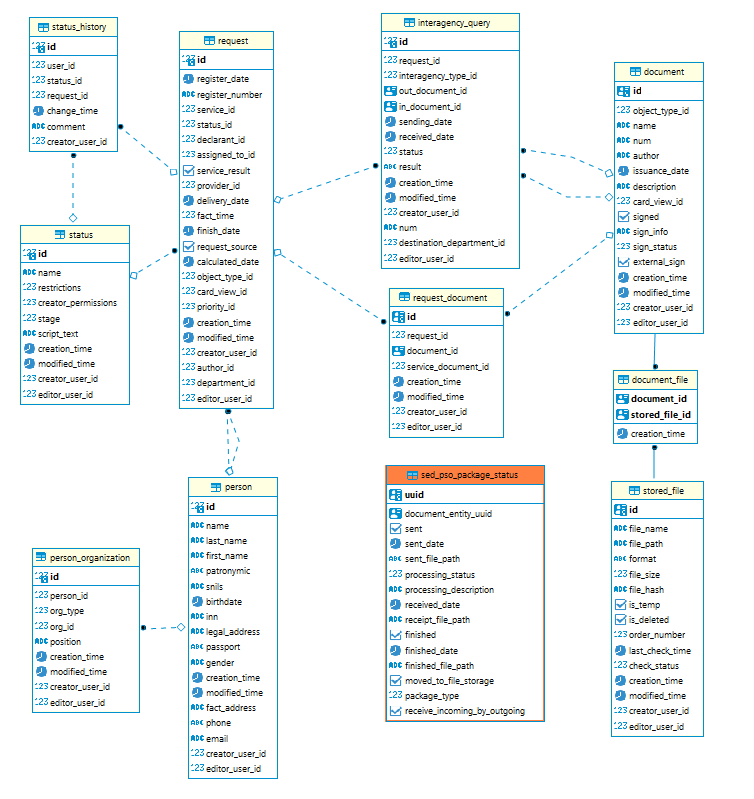 status_history
id
user_id
status_id
request_id
change_time
comment
creator_user_id
request
id
register_date
register_number
service_id
status_id
declarant_id
assigned_to_id
service_result
provider_id
delivery_date
fact_time
finish_date
request_source
calculated_date
object_type_id
card_view_id
priority_id
creation_time
modified_time
creator_user_id
author_id
department_id
editor_user_id
interagency_query
id
request_id
interagency_type_id
out_document_id
in_document_id
sending_date
received_date
status
result
creation_time
modified_time
creator_user_id
num
destination_department_id
editor_user_id
document
id
object_type_id
name
num
author
issuance_date
description
card_view_id
signed
sign_info
sign_status
external_sign
creation_time
modified_time
creator_user_id
editor_user_id
status
id
name
restrictions
creator_permissions
stage
script_text
creation_time
modified_time
creator_user_id
editor_user_id
request_document
id
request_id
document_id
service_document_id
creation_time
modified_time
creator_user_id
editor_user_id
document_file
document_id
stored_file_id
creation_time
person
id
name
last_name
first_name
patronymic
snils
birthdate
inn
legal_address
passport
gender
creation_time
modified_time
fact_address
phone
email
creator_user_id
editor_user_id
sed_pso_package_status
uuid
document_entity_uuid
sent
sent_date
sent_file_path
processing_status
processing_description
received_date
receipt_file_path
finished
finished_date
finished_file_path
moved_to_file_storage
package_type
receive_incoming_by_outgoing
stored_file
id
file_name
file_path
format
file_size
file_hash
is_temp
is_deleted
order_number
last_check_time
check_status
creation_time
modified_time
creator_user_id
editor_user_id
person_organization
id
person_id
org_type
org_id
position
creation_time
modified_time
creator_user_id
editor_user_id